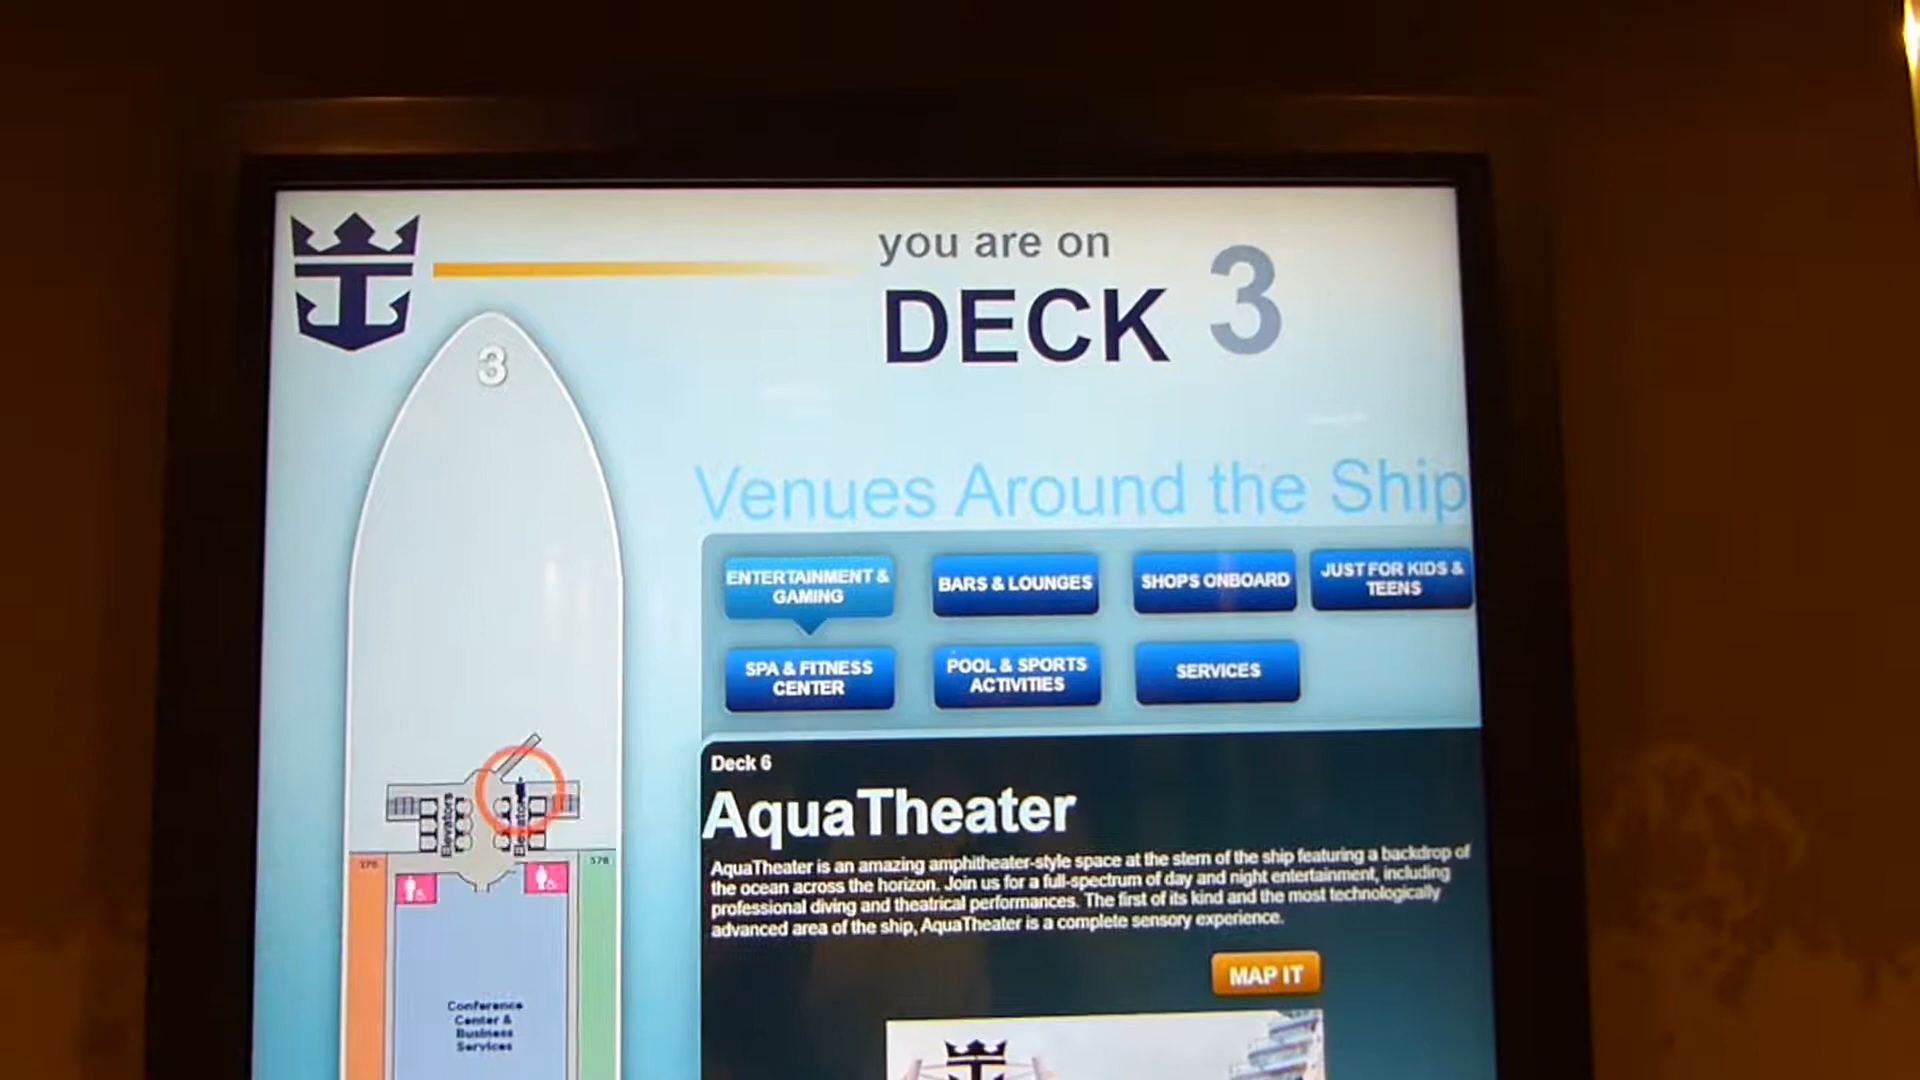 you are on
DECK 3
3
Venues Around the Ship
ENTERTAINMENT &
GAMING
BARS & LOUNGES
SHOPS ONBOARD
JUST FOR KIDS &
TEENS
SPA & FITNESS
CENTER
POOL & SPORTS
ACTIVITIES
SERVICES
Deck 6
AquaTheater
AquaTheater is an amazing amphitheater-style space at the stern of the ship featuring a backdrop of
the ocean across the horizon. Join us for a full-spectrum of day and night entertainment, including
professional diving and theatrical performances. The first of its kind and the most technologically
advanced area of the ship, AquaTheater is a complete sensory experience.
MAP IT
Elevators
Elevators
Conference
Center &
Business
Services